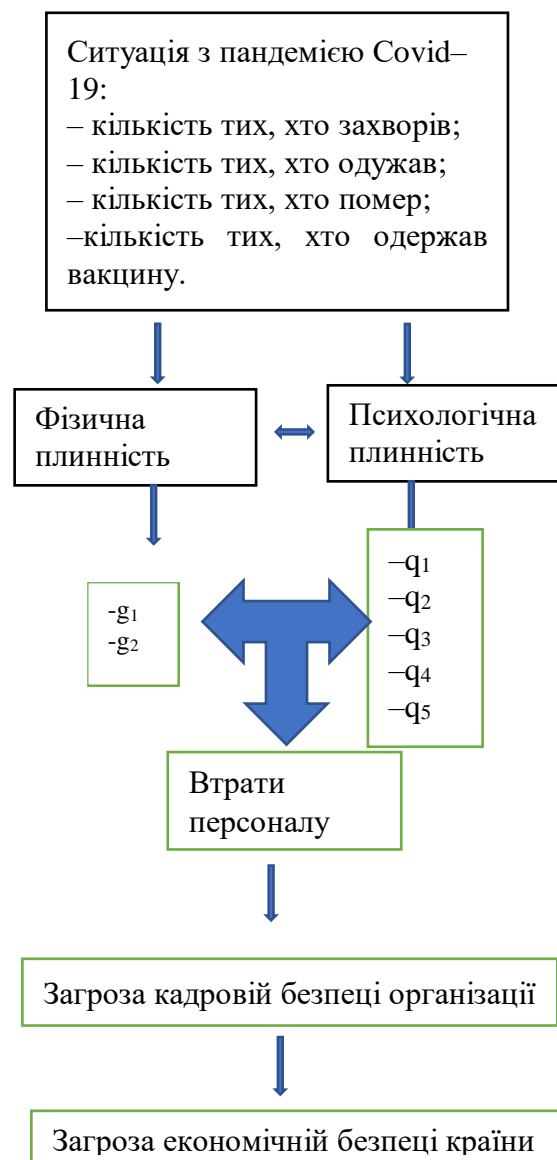 Ситуація з пандемією Covid–
19:
– кількість тих, хто захворів;
– кількість тих, хто одужав;
– кількість тих, хто помер;
–кількість тих, хто одержав
вакцину.
Фізична
плинність
Психологічна
плинність
-g1
-g2
–q1
–q2
–q3
–q4
–q5
Втрати
персоналу
Загроза кадровій безпеці організації
Загроза економічній безпеці країни